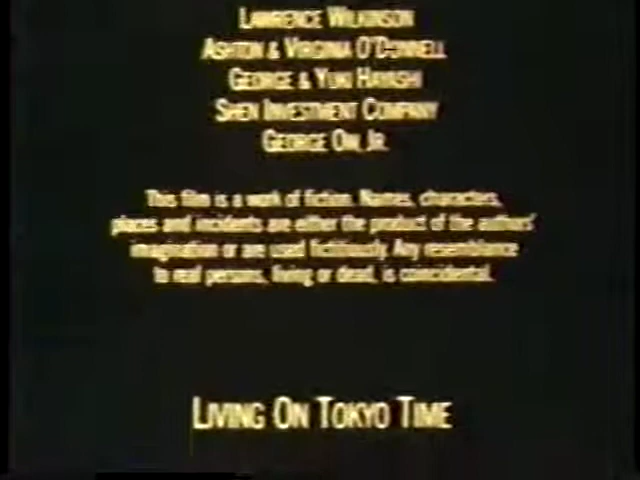 LAWRENCE WILKINSON
ASHTON & VIRGINIA O'DONNELL
GEORGE & YUKI HAYASHI
SHEN INVESTMENT COMPANY
GEORGE OW, JR.
This film is a work of fiction. Names, characters,
places and incidents are either the product of the authors'
imagination or are used fictitiously. Any resemblance
to real persons, living or dead, is coincidental.
LIVING ON TOKYO TIME